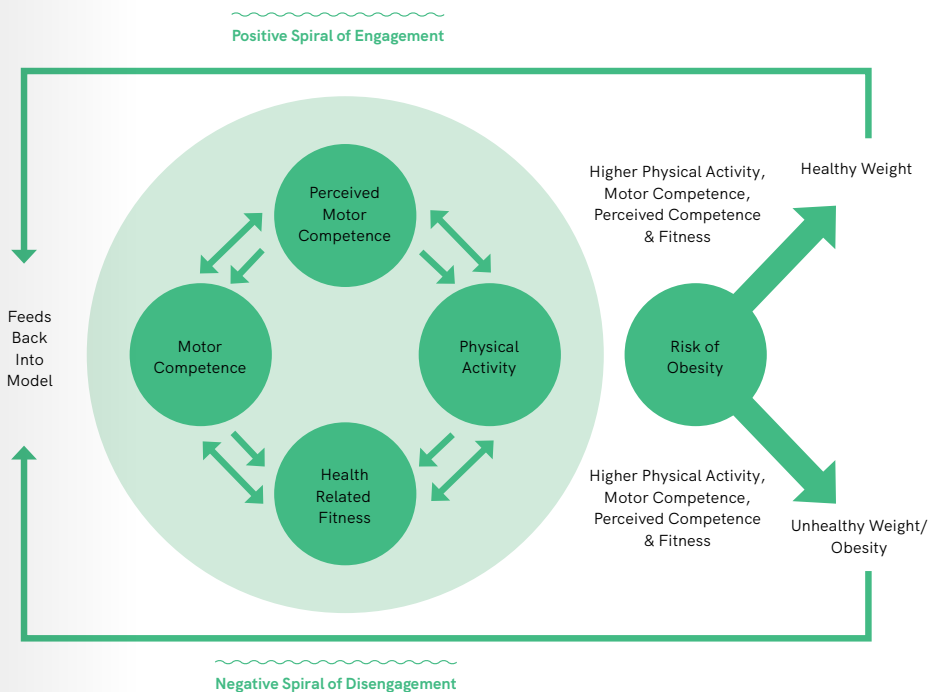 Positive Spiral of Engagement
Perceived
Motor
Competence
Motor
Competence
Physical
Activity
Health
Related
Fitness
Feeds
Back
Into
Model
Higher Physical Activity,
Motor Competence,
Perceived Competence
& Fitness
Healthy Weight
Risk of
Obesity
Higher Physical Activity,
Motor Competence,
Perceived Competence
& Fitness
Unhealthy Weight/
Obesity
Negative Spiral of Disengagement